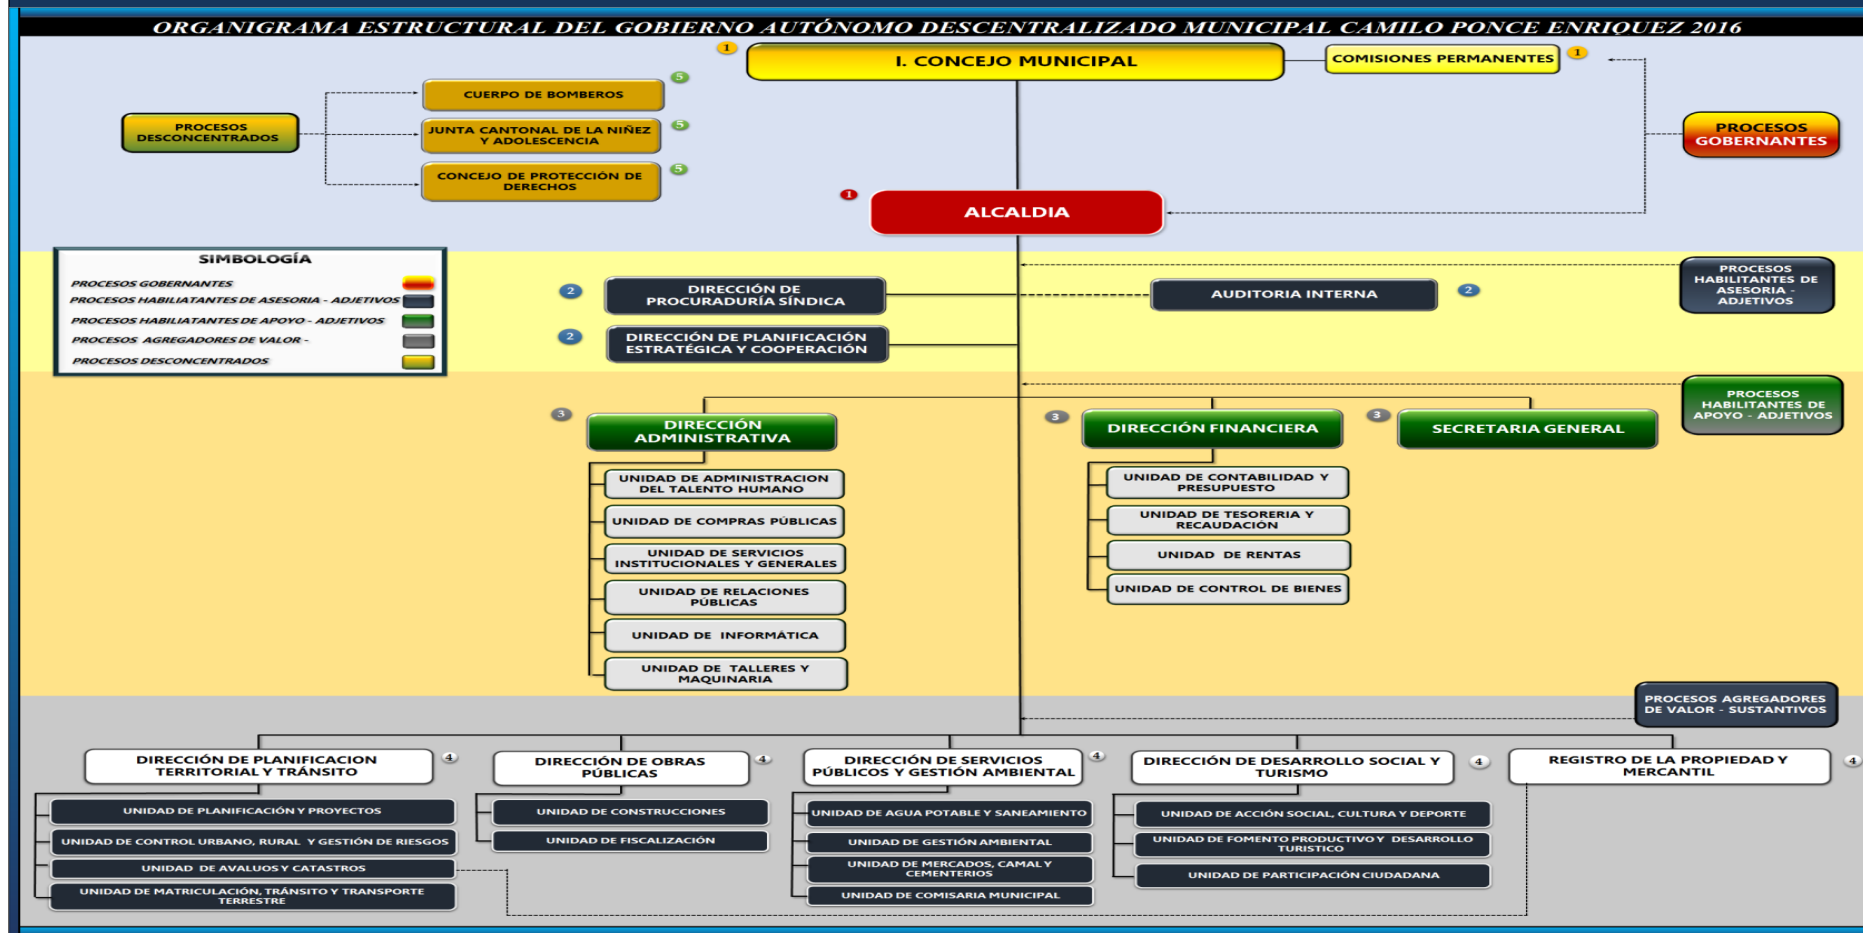 ORGANIGRAMA ESTRUCTURAL DEL GOBIERNO AUTÓNOMO DESCENTRALIZADO MUNICIPAL CAMILO PONCE ENRIQUEZ 2016
1
I. CONCEJO MUNICIPAL
COMISIONES PERMANENTES
1
CUERPO DE BOMBEROS
5
PROCESOS
DESCONCENTRADOS
JUNTA CANTONAL DE LA NIÑEZ
Y ADOLESCENCIA
5
CONCEJO DE PROTECCIÓN DE
DERECHOS
5
PROCESOS
GOBERNANTES
1
ALCALDIA
SIMBOLOGÍA
PROCESOS GOBERNANTES
PROCESOS HABILIATANTES DE ASESORIA - ADJETIVOS
PROCESOS HABILIATANTES DE APOYO - ADJETIVOS
PROCESOS AGREGADORES DE VALOR -
PROCESOS DESCONCENTRADOS
2
DIRECCIÓN DE
PROCURADURÍA SÍNDICA
AUDITORIA INTERNA
2
PROCESOS
HABILITANTES DE
ASESORIA -
ADJETIVOS
2
DIRECCIÓN DE PLANIFICACIÓN
ESTRATÉGICA Y COOPERACIÓN
PROCESOS
HABILITANTES DE
APOYO - ADJETIVOS
3
DIRECCIÓN
ADMINISTRATIVA
3
DIRECCIÓN FINANCIERA
3
SECRETARIA GENERAL
UNIDAD DE ADMINISTRACION
DEL TALENTO HUMANO
UNIDAD DE COMPRAS PÚBLICAS
UNIDAD DE SERVICIOS
INSTITUCIONALES Y GENERALES
UNIDAD DE RELACIONES
PÚBLICAS
UNIDAD DE INFORMÁTICA
UNIDAD DE TALLERES Y
MAQUINARIA
UNIDAD DE CONTABILIDAD Y
PRESUPUESTO
UNIDAD DE TESORERIA Y
RECAUDACIÓN
UNIDAD DE RENTAS
UNIDAD DE CONTROL DE BIENES
PROCESOS AGREGADORES
DE VALOR - SUSTANTIVOS
DIRECCIÓN DE PLANIFICACION
TERRITORIAL Y TRÁNSITO
4
UNIDAD DE PLANIFICACIÓN Y PROYECTOS
UNIDAD DE CONTROL URBANO, RURAL Y GESTIÓN DE RIESGOS
UNIDAD DE AVALUOS Y CATASTROS
UNIDAD DE MATRICULACIÓN, TRÁNSITO Y TRANSPORTE
TERRESTRE
DIRECCIÓN DE OBRAS
PÚBLICAS
4
UNIDAD DE CONSTRUCCIONES
UNIDAD DE FISCALIZACIÓN
DIRECCIÓN DE SERVICIOS
PÚBLICOS Y GESTIÓN AMBIENTAL
4
UNIDAD DE AGUA POTABLE Y SANEAMIENTO
UNIDAD DE GESTIÓN AMBIENTAL
UNIDAD DE MERCADOS, CAMAL Y
CEMENTERIOS
UNIDAD DE COMISARIA MUNICIPAL
DIRECCIÓN DE DESARROLLO SOCIAL Y
TURISMO
4
UNIDAD DE ACCIÓN SOCIAL, CULTURA Y DEPORTE
UNIDAD DE FOMENTO PRODUCTIVO Y DESARROLLO
TURISTICO
UNIDAD DE PARTICIPACIÓN CIUDADANA
REGISTRO DE LA PROPIEDAD Y
MERCANTIL
4